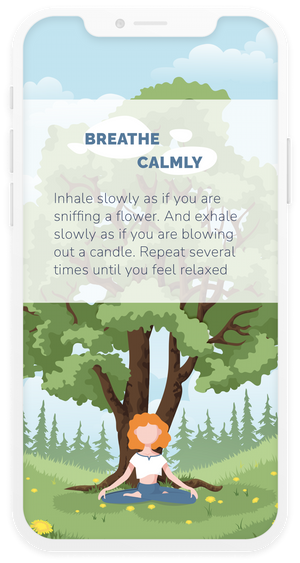 BREATHE
CALMLY
Inhale slowly as if you are
sniffing a flower. And exhale
slowly as if you are blowing
out a candle. Repeat several
times until you feel relaxed